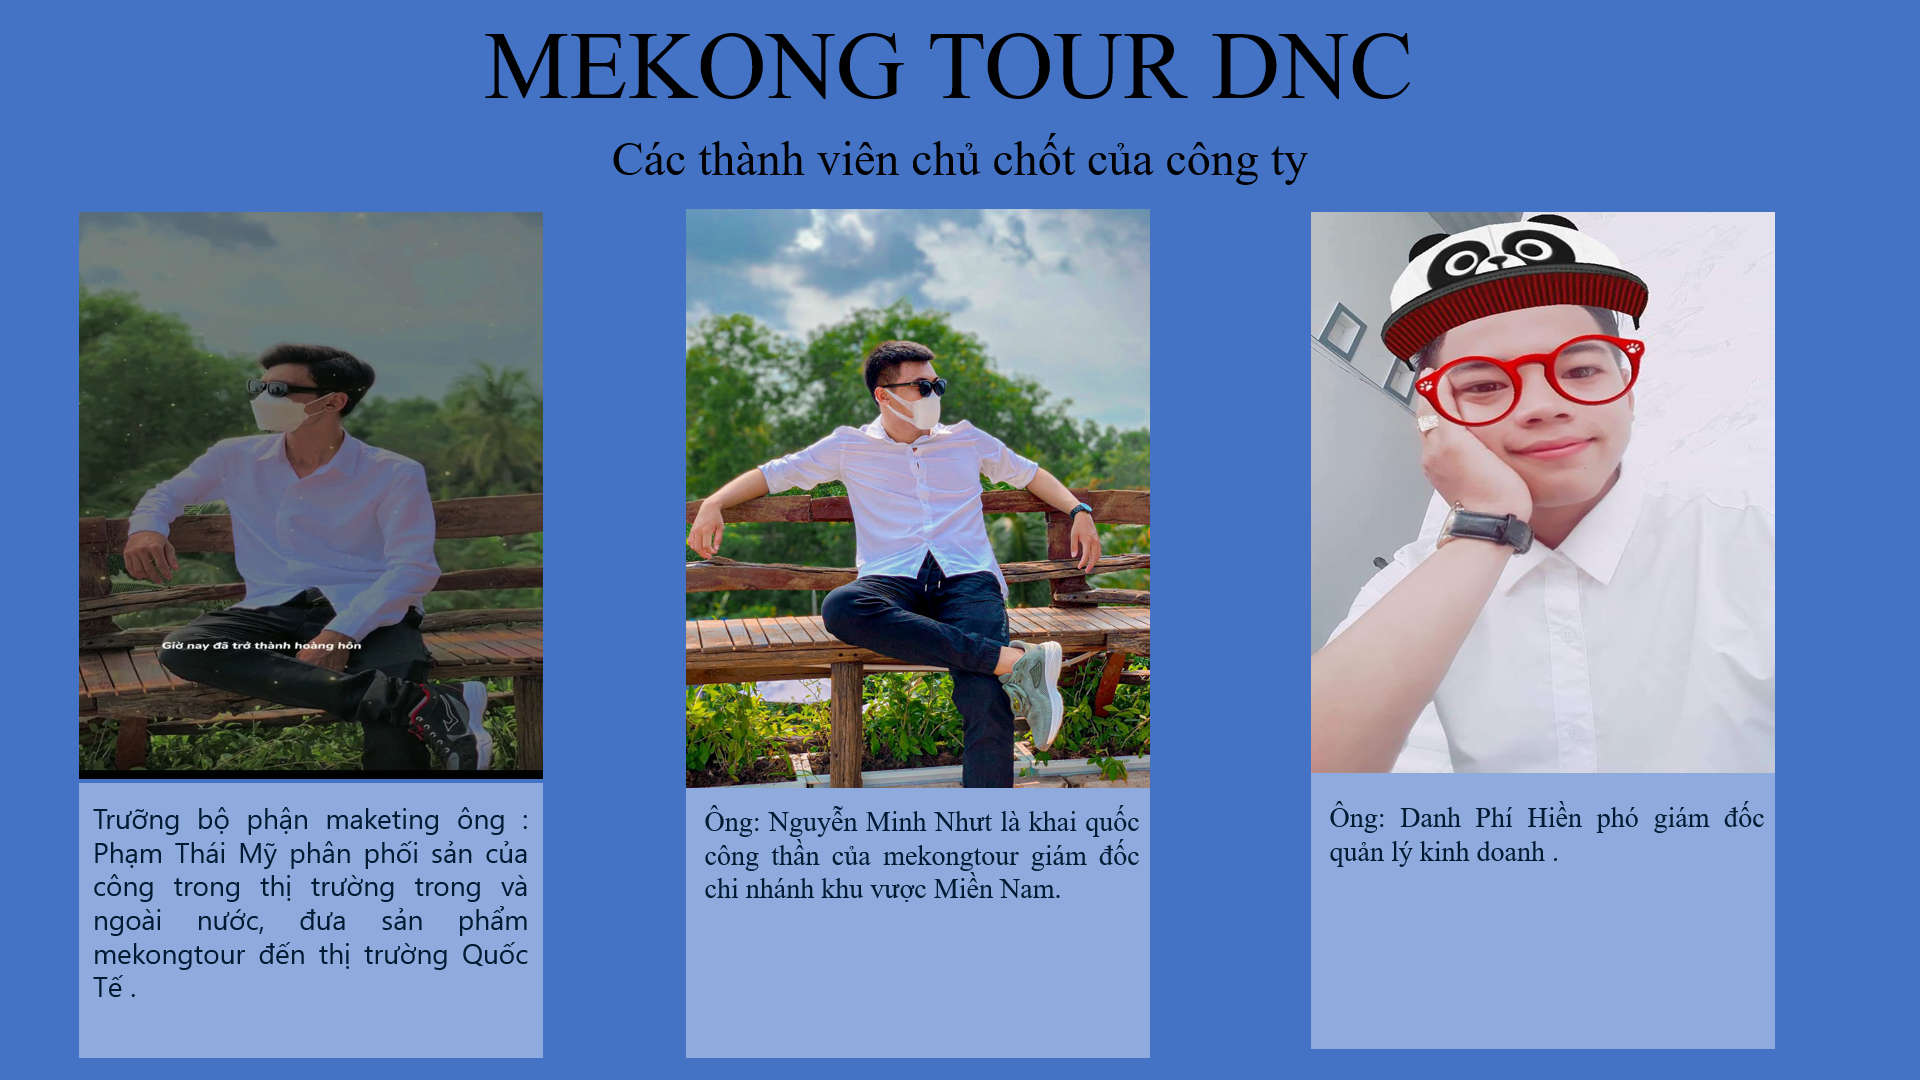 MEKONG TOUR DNC
Các thành viên chủ chốt của công ty
Giờ nay đã trở thành hoàng hôn
Trưỡng bộ phận maketing ông :
Phạm Thái Mỹ phân phối sản của
công trong thị trường trong và
ngoài nước, đưa sản phẩm
mekongtour đến thị trường Quốc
Tế .
Ông: Nguyễn Minh Nhưt là khai quốc
công thần của mekongtour giám đốc
chi nhánh khu vược Miền Nam.
Ông: Danh Phí Hiền phó giám đốc
quản lý kinh doanh .